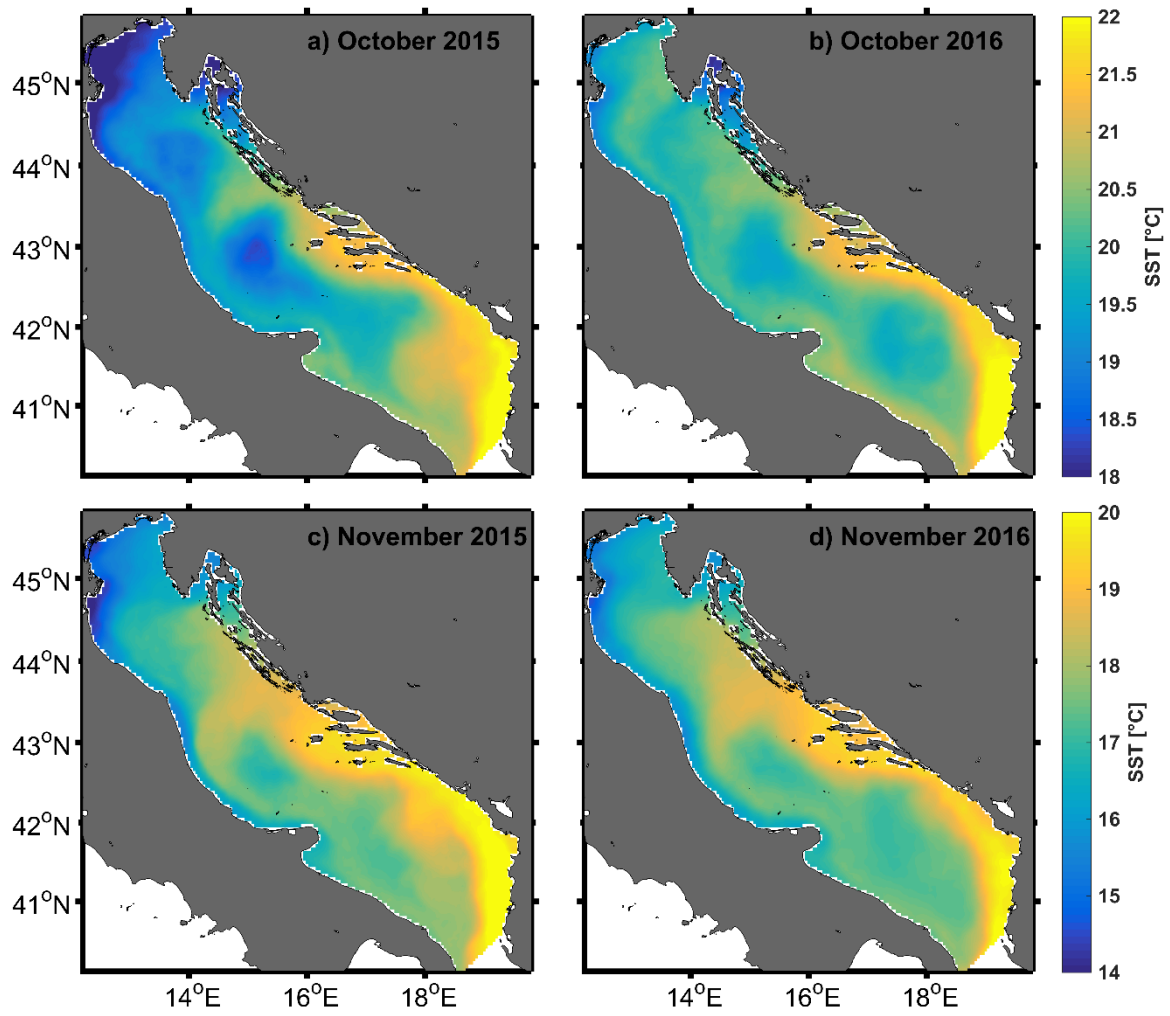 a) October 2015
b) October 2016
45°N
44°N
43°N
42°N
41°N
22
21.5
21
20.5
20
19.5
19
18.5
18
SST [°C]
c) November 2015
d) November 2016
45°N
44°N
43°N
42°N
41°N
20
19
18
17
16
15
14
SST [°C]
14°E
16°E
18°E
14°E
16°E
18°E